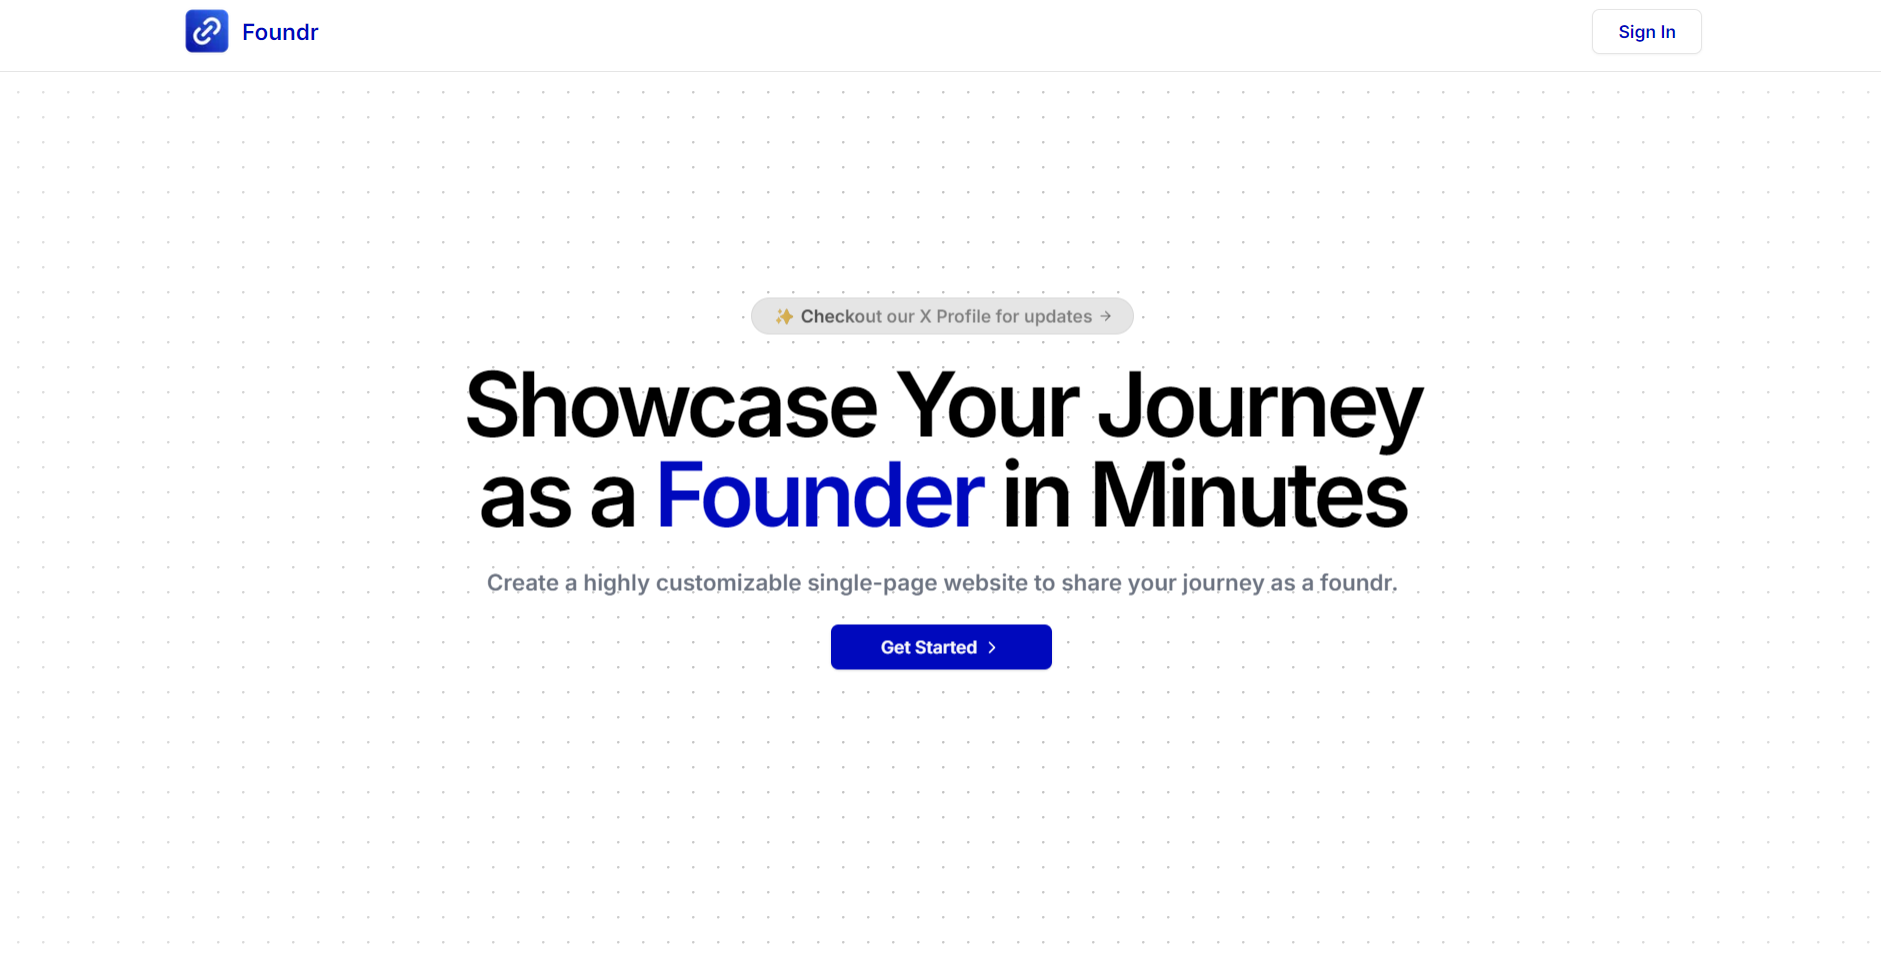 Foundr
Sign In
✨ Checkout our X Profile for updates →
Showcase Your Journey
as a Founder in Minutes
Create a highly customizable single-page website to share your journey as a foundr.
Get Started >